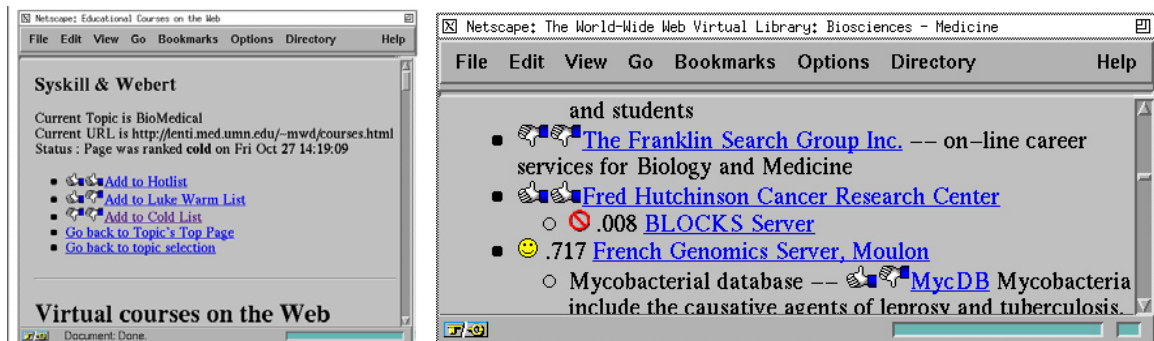 Netscape: Educational Courses on the Web
File Edit View Go Bookmarks Options Directory Help
Syskill & Webert
Current Topic is BioMedical
Current URL is http://lenti.med.umn.edu/~mwd/courses.html
Status : Page was ranked cold on Fri Oct 27 14:19:09
Add to Hotlist
Add to Luke Warm List
Add to Cold List
Go back to Topic's Top Page
Go back to topic selection
Virtual courses on the Web
Document: Done.
Netscape: The World-Wide Web Virtual Library: Biosciences - Medicine
File Edit View Go Bookmarks Options Directory Help
and students
The Franklin Search Group Inc. -- on-line career
services for Biology and Medicine
Fred Hutchinson Cancer Research Center
.008 BLOCKS Server
.717 French Genomics Server, Moulon
Mycobacterial database -- MycDB Mycobacteria
include the causative agents of leprosy and tuberculosis.